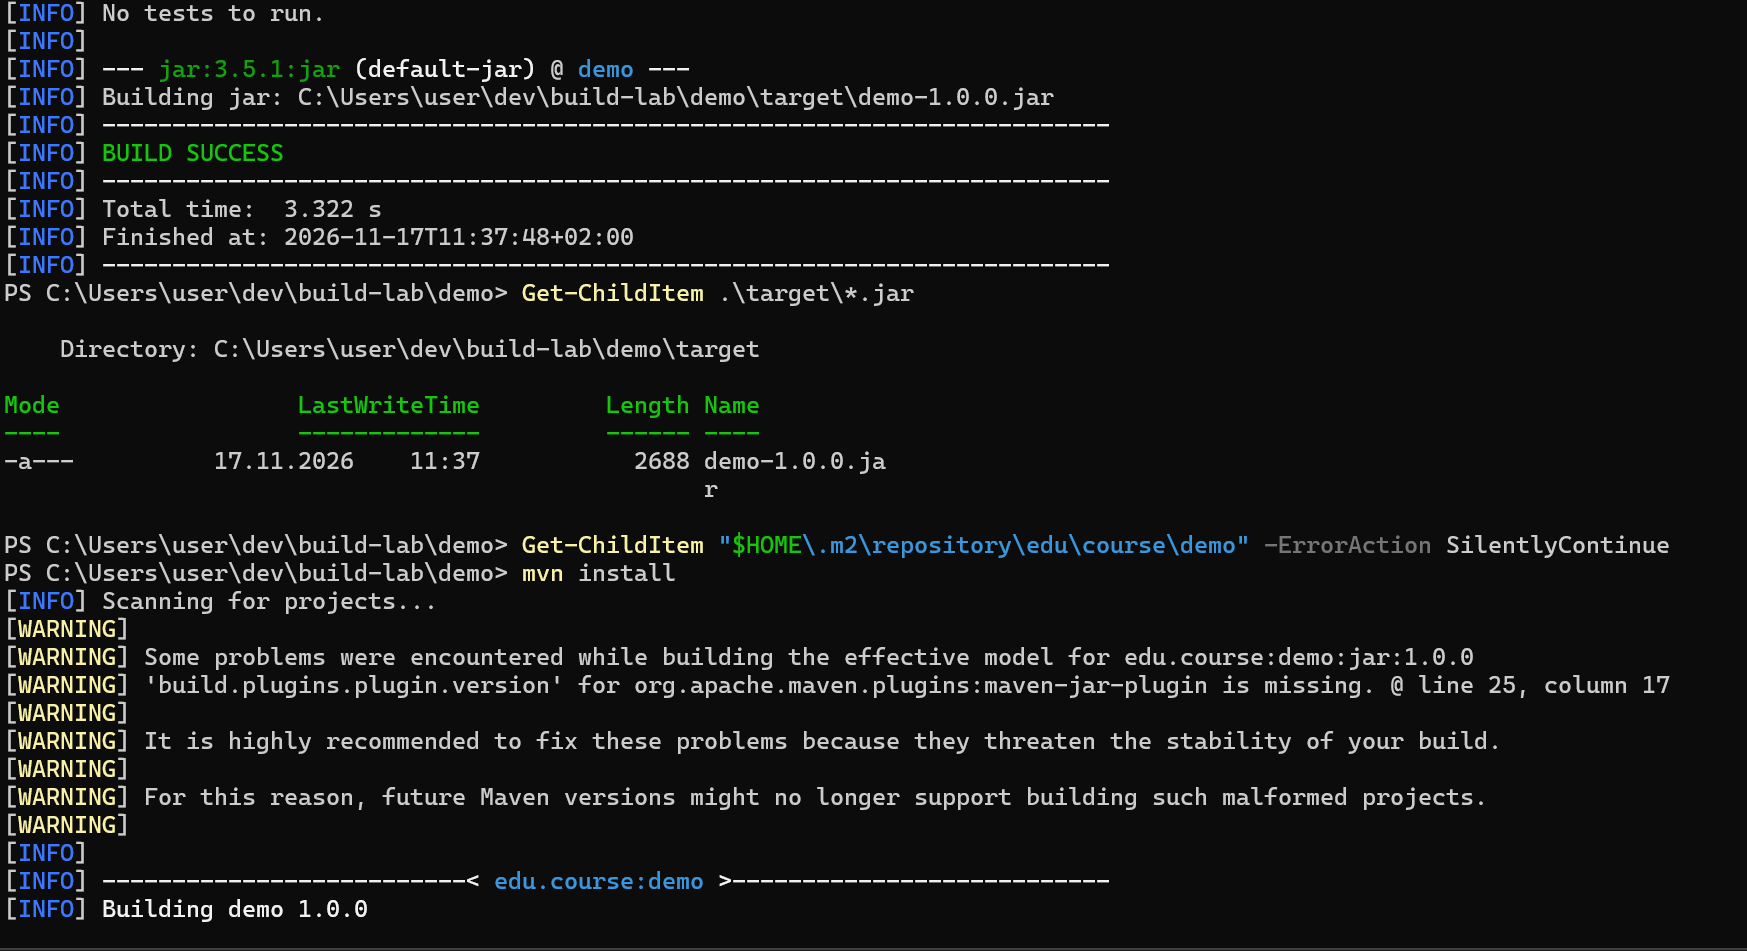 [INFO] No tests to run.
[INFO]
[INFO] --- jar:3.5.1:jar (default-jar) @ demo ---
[INFO] Building jar: C:\Users\user\dev\build-lab\demo\target\demo-1.0.0.jar
[INFO] ------------------------------------------------------------------------
[INFO] BUILD SUCCESS
[INFO] ------------------------------------------------------------------------
[INFO] Total time:  3.322 s
[INFO] Finished at: 2026-11-17T11:37:48+02:00
[INFO] ------------------------------------------------------------------------
PS C:\Users\user\dev\build-lab\demo> Get-ChildItem .\target\*.jar

    Directory: C:\Users\user\dev\build-lab\demo\target

Mode                 LastWriteTime         Length Name
----                 -------------         ------ ----
-a---          17.11.2026    11:37           2688 demo-1.0.0.ja
                                                  r

PS C:\Users\user\dev\build-lab\demo> Get-ChildItem "$HOME\.m2\repository\edu\course\demo" -ErrorAction SilentlyContinue
PS C:\Users\user\dev\build-lab\demo> mvn install
[INFO] Scanning for projects...
[WARNING]
[WARNING] Some problems were encountered while building the effective model for edu.course:demo:jar:1.0.0
[WARNING] 'build.plugins.plugin.version' for org.apache.maven.plugins:maven-jar-plugin is missing. @ line 25, column 17
[WARNING]
[WARNING] It is highly recommended to fix these problems because they threaten the stability of your build.
[WARNING]
[WARNING] For this reason, future Maven versions might no longer support building such malformed projects.
[WARNING]
[INFO]
[INFO] --------------------------< edu.course:demo >---------------------------
[INFO] Building demo 1.0.0